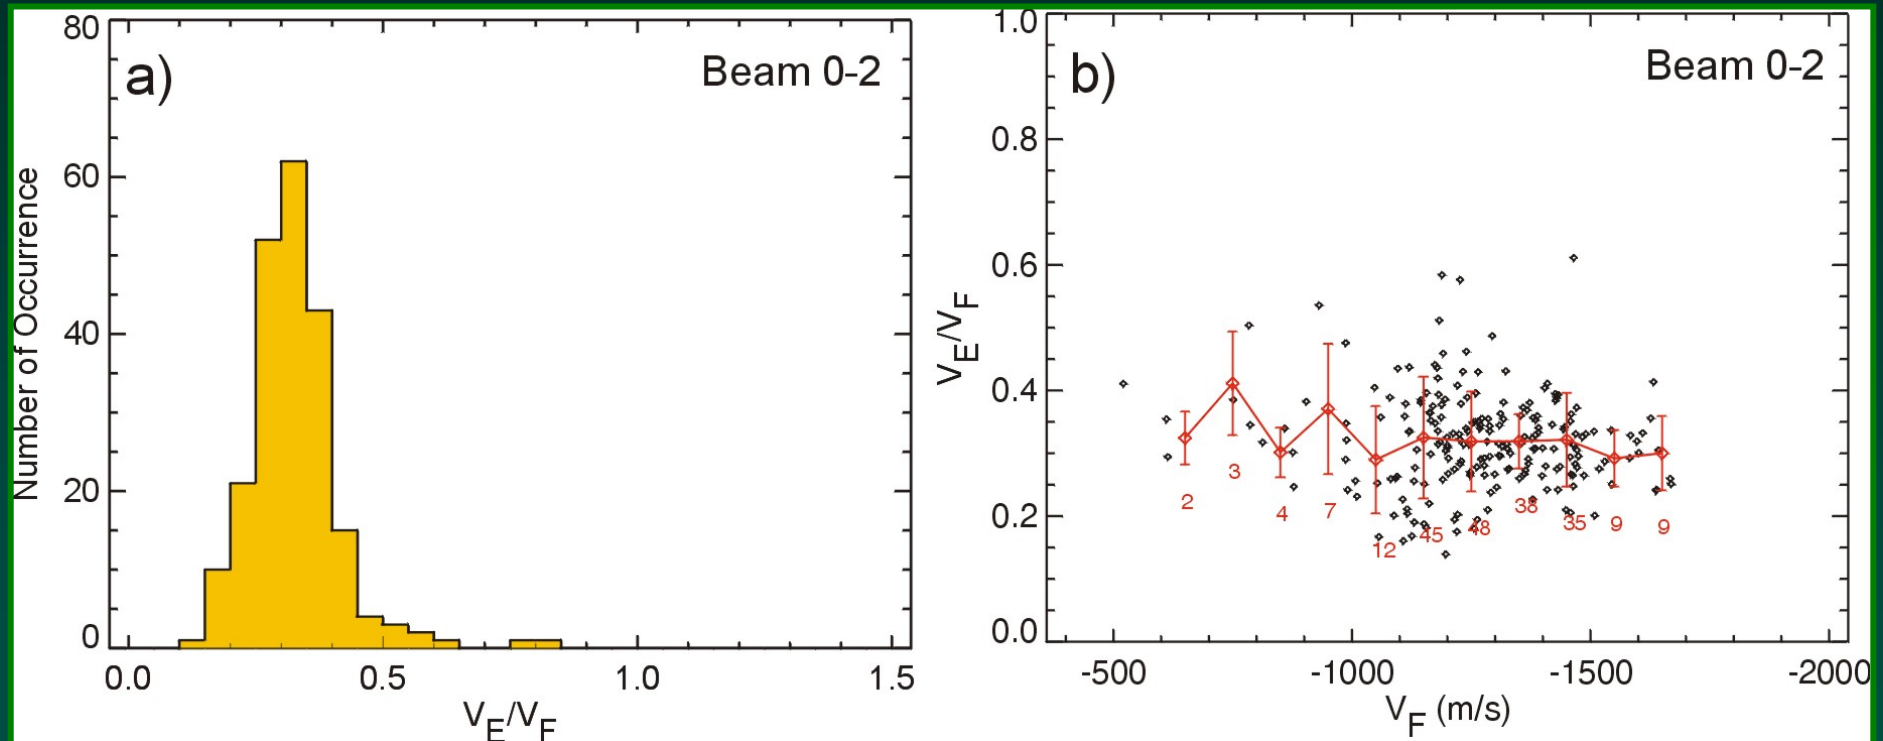 a)
Beam 0-2
Number of Occurrence
80
60
40
20
0
0.0 0.5 1.0 1.5
VE/VF
b)
Beam 0-2
VE/VF
1.0
0.8
0.6
0.4
0.2
0.0
2 3 4 7 12 45 48 38 35 9 9
-500 -1000 -1500 -2000
VF (m/s)